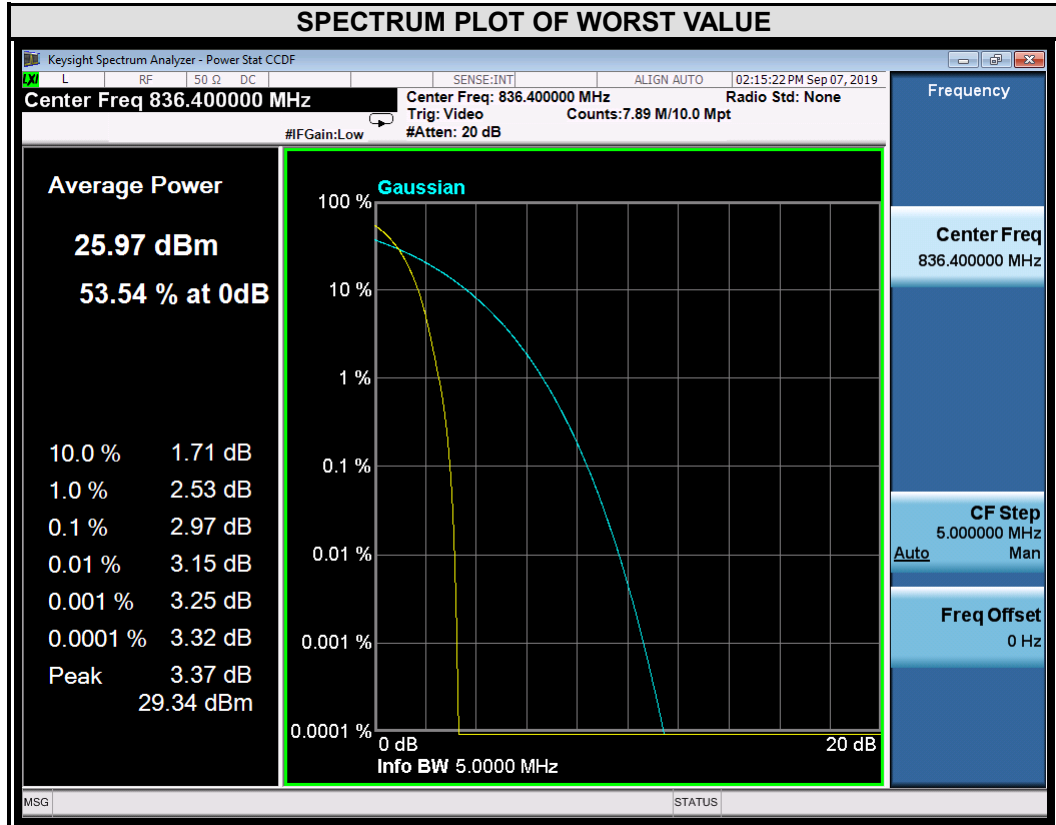 SPECTRUM PLOT OF WORST VALUE
Keysight Spectrum Analyzer - Power Stat CCDF
LXI L RF 50 Ω DC SENSE:INT ALIGN AUTO 02:15:22 PM Sep 07, 2019
Center Freq 836.400000 MHz
#IFGain:Low
Center Freq: 836.400000 MHz
Radio Std: None
Trig: Video
Counts:7.89 M/10.0 Mpt
#Atten: 20 dB
Average Power
25.97 dBm
53.54 % at 0dB
10.0 % 1.71 dB
1.0 % 2.53 dB
0.1 % 2.97 dB
0.01 % 3.15 dB
0.001 % 3.25 dB
0.0001 % 3.32 dB
Peak 3.37 dB
29.34 dBm
Gaussian
100 %
10 %
1 %
0.1 %
0.01 %
0.001 %
0.0001 %
0 dB
20 dB
Info BW 5.0000 MHz
Frequency
Center Freq
836.400000 MHz
CF Step
5.000000 MHz
Auto Man
Freq Offset
0 Hz
MSG
STATUS